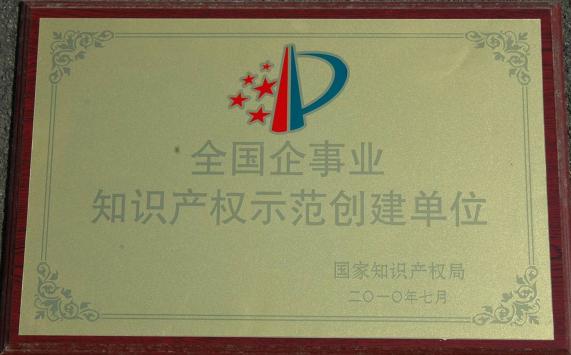 全国企事业
知识产权示范创建单位
国家知识产权局
二〇一〇年七月